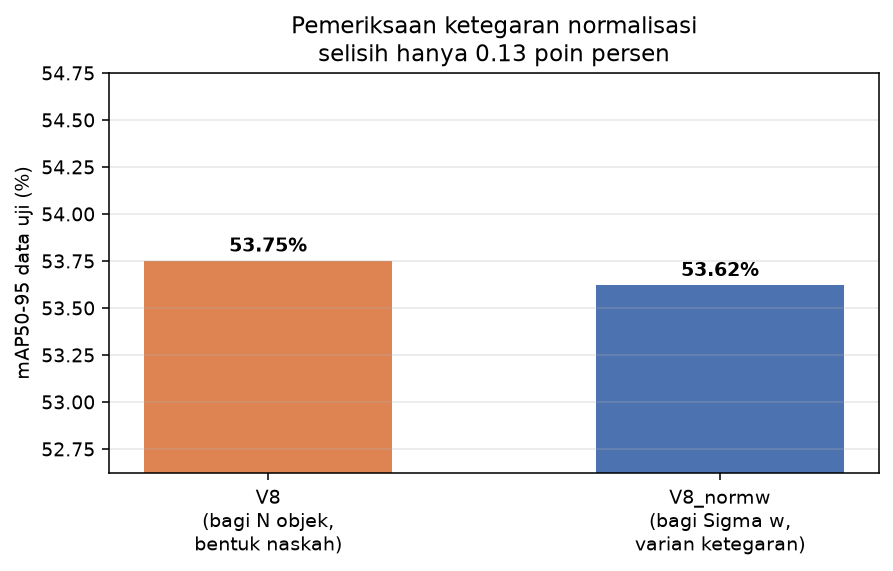 Pemeriksaan ketegaran normalisasi
selisih hanya 0.13 poin persen
mAP50-95 data uji (%)
54.75
54.50
54.25
54.00
53.75
53.50
53.25
53.00
52.75
53.75%
53.62%
V8
(bagi N objek,
bentuk naskah)
V8_normw
(bagi Sigma w,
varian ketegaran)